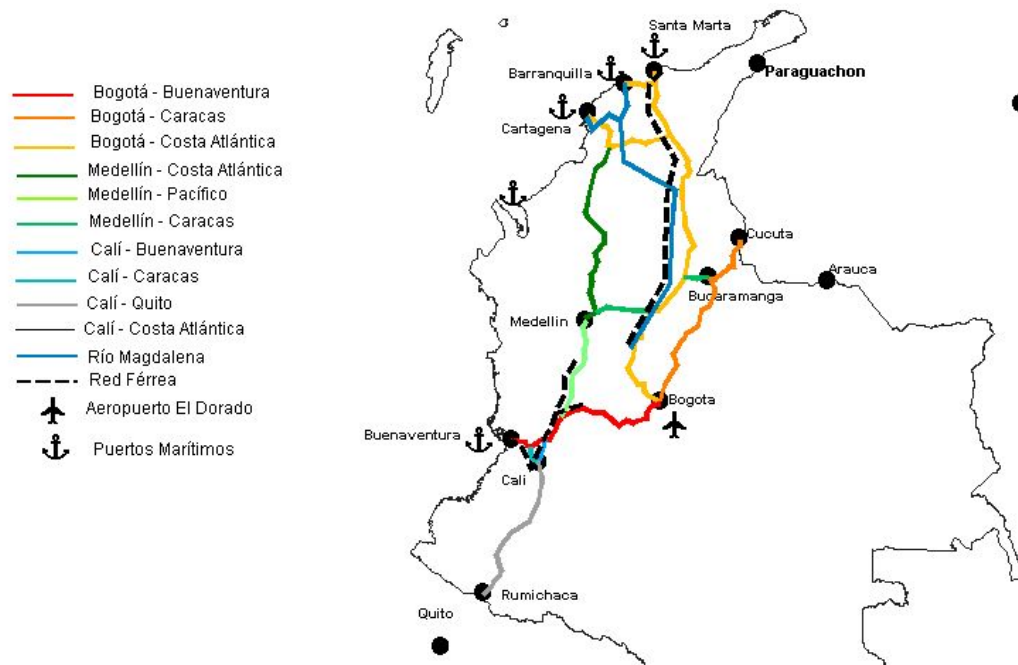 Bogotá - Buenaventura
Bogotá - Caracas
Bogotá - Costa Atlántica
Medellín - Costa Atlántica
Medellín - Pacífico
Medellín - Caracas
Calí - Buenaventura
Calí - Caracas
Calí - Quito
Calí - Costa Atlántica
Río Magdalena
Red Férrea
Aeropuerto El Dorado
Puertos Marítimos
Santa Marta
Barranquilla
Paraguachon
Cartagena
Cucuta
Arauca
Bucaramanga
Medellin
Bogota
Buenaventura
Cali
Rumichaca
Quito